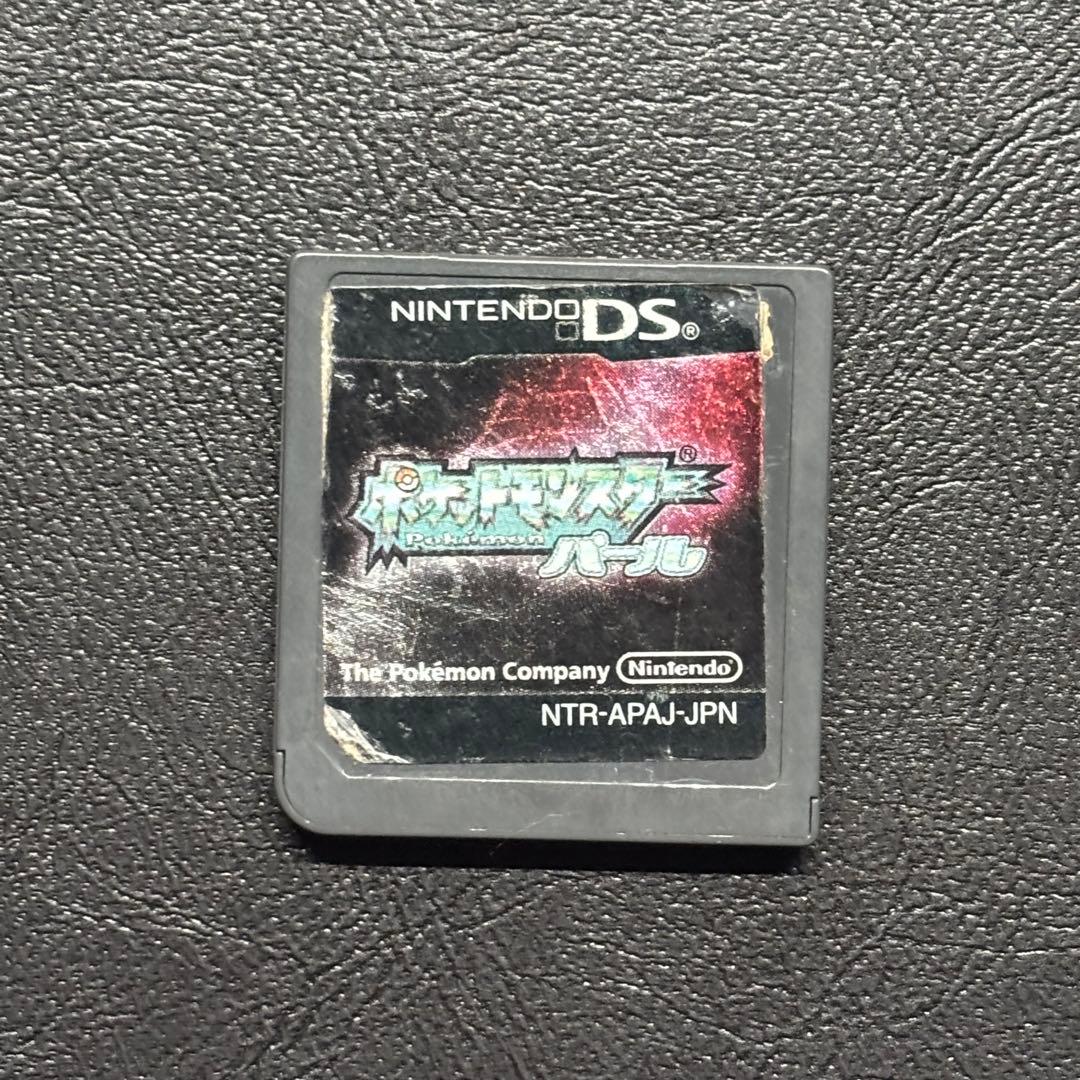 NINTENDO DS®
ポケットモンスター®
Pokémon
パール
The Pokémon Company Nintendo®
NTR-APAJ-JPN